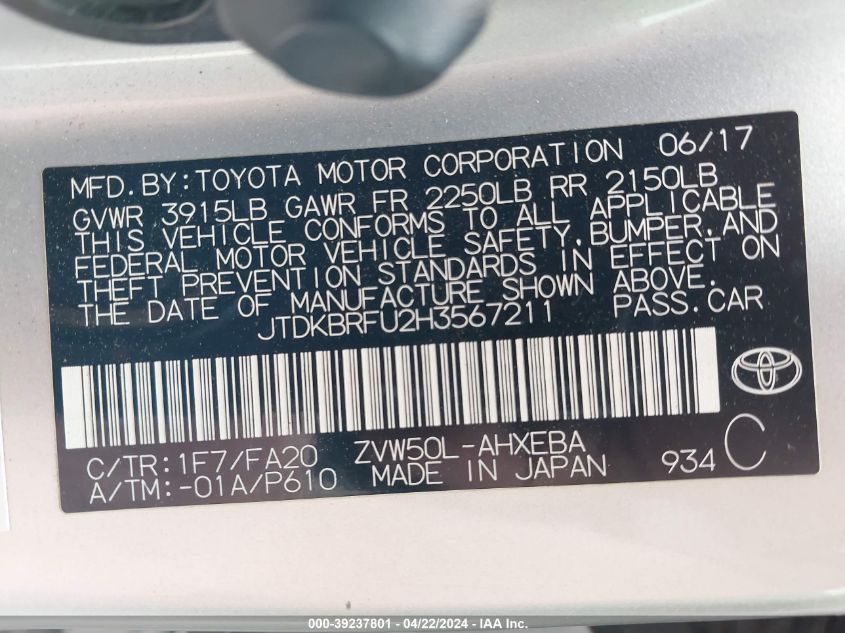 MFD.BY:TOYOTA MOTOR CORPORATION 06/17
GVWR 3915LB GAWR FR 2250LB RR 2150LB
THIS VEHICLE CONFORMS TO ALL APPLICABLE
FEDERAL MOTOR VEHICLE SAFETY,BUMPER,AND
THEFT PREVENTION STANDARDS IN EFFECT ON
THE DATE OF MANUFACTURE SHOWN ABOVE.
JTDKBRFU2H3567211 PASS.CAR
C/TR:1F7/FA20 ZVW50L-AHXEBA
A/TM:-01A/P610 MADE IN JAPAN 934 C
000-39237801 - 04/22/2024 - IAA Inc.